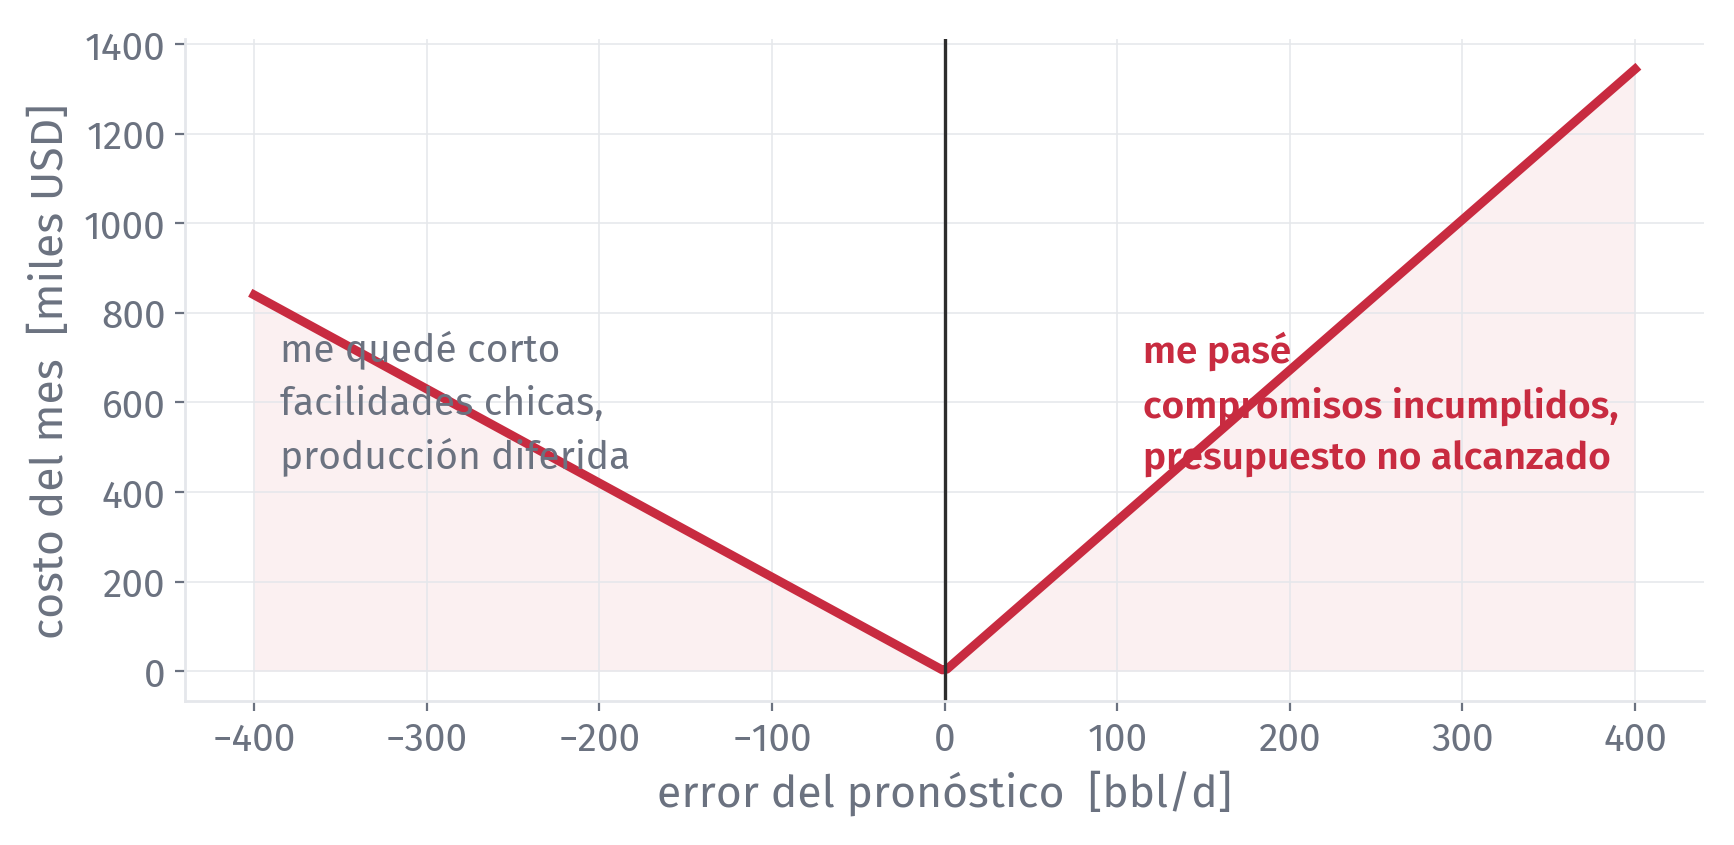 1400
1200
1000
800
600
400
200
0
costo del mes [miles USD]
me quedé corto
facilidades chicas,
producción diferida
me pasé
compromisos incumplidos,
presupuesto no alcanzado
−400 −300 −200 −100 0 100 200 300 400
error del pronóstico [bbl/d]